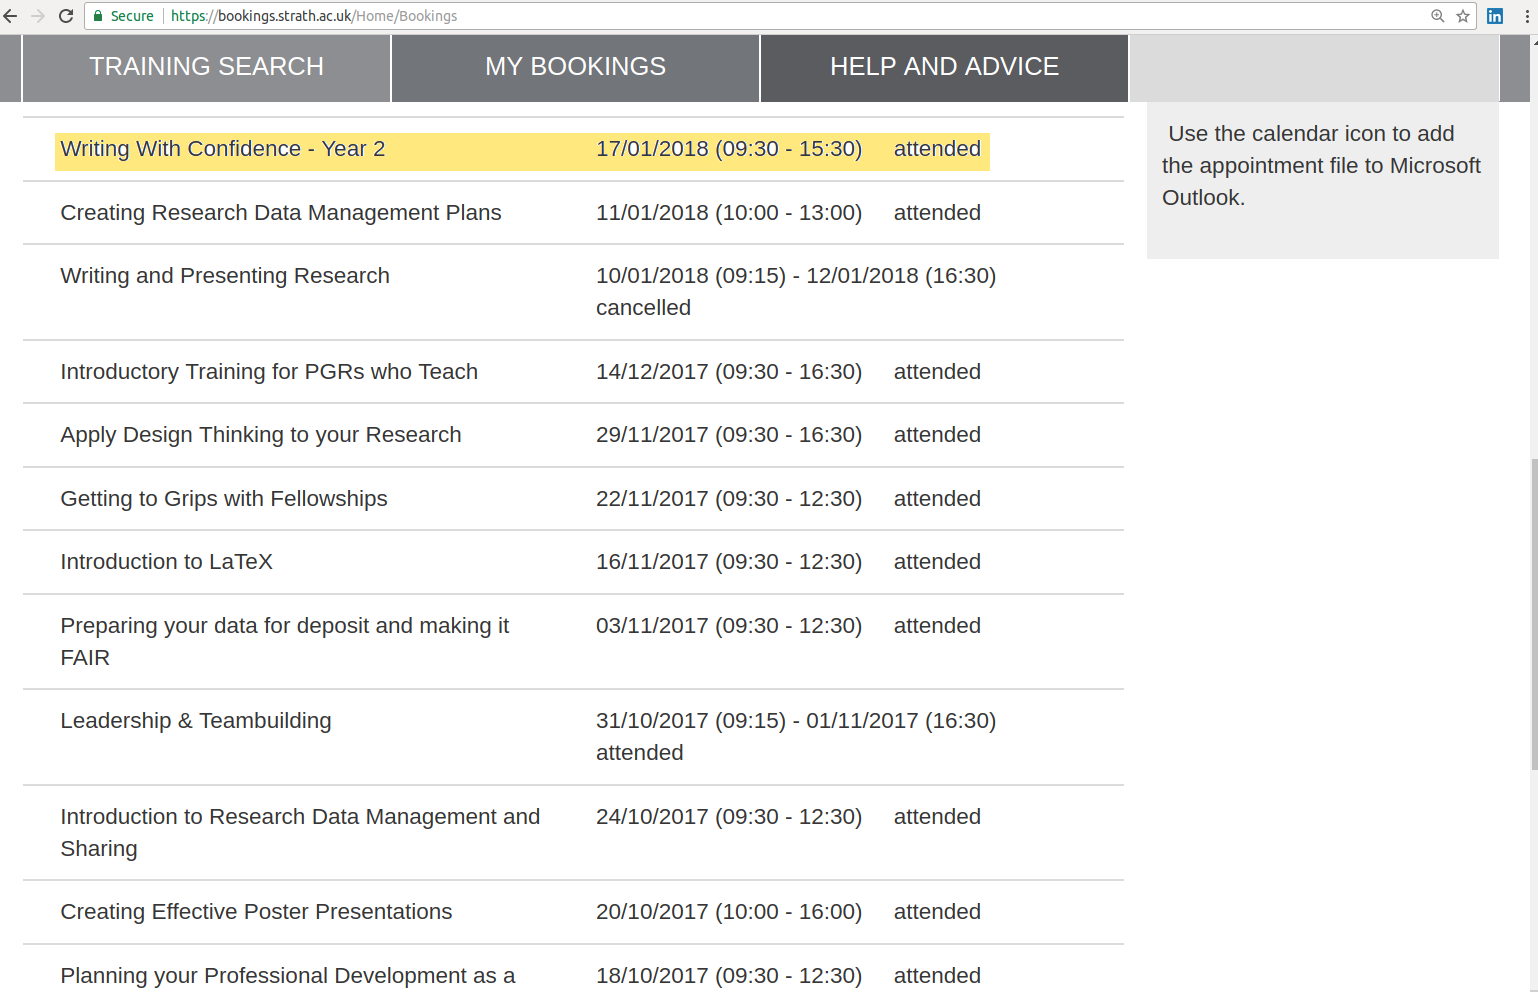 Secure https://bookings.strath.ac.uk/Home/Bookings
TRAINING SEARCH MY BOOKINGS HELP AND ADVICE
Writing With Confidence - Year 2 17/01/2018 (09:30 - 15:30) attended
Creating Research Data Management Plans 11/01/2018 (10:00 - 13:00) attended
Writing and Presenting Research 10/01/2018 (09:15) - 12/01/2018 (16:30)
cancelled
Introductory Training for PGRs who Teach 14/12/2017 (09:30 - 16:30) attended
Apply Design Thinking to your Research 29/11/2017 (09:30 - 16:30) attended
Getting to Grips with Fellowships 22/11/2017 (09:30 - 12:30) attended
Introduction to LaTeX 16/11/2017 (09:30 - 12:30) attended
Preparing your data for deposit and making it 03/11/2017 (09:30 - 12:30) attended
FAIR
Leadership & Teambuilding 31/10/2017 (09:15) - 01/11/2017 (16:30)
attended
Introduction to Research Data Management and 24/10/2017 (09:30 - 12:30) attended
Sharing
Creating Effective Poster Presentations 20/10/2017 (10:00 - 16:00) attended
Planning your Professional Development as a 18/10/2017 (09:30 - 12:30) attended
Use the calendar icon to add
the appointment file to Microsoft
Outlook.
in